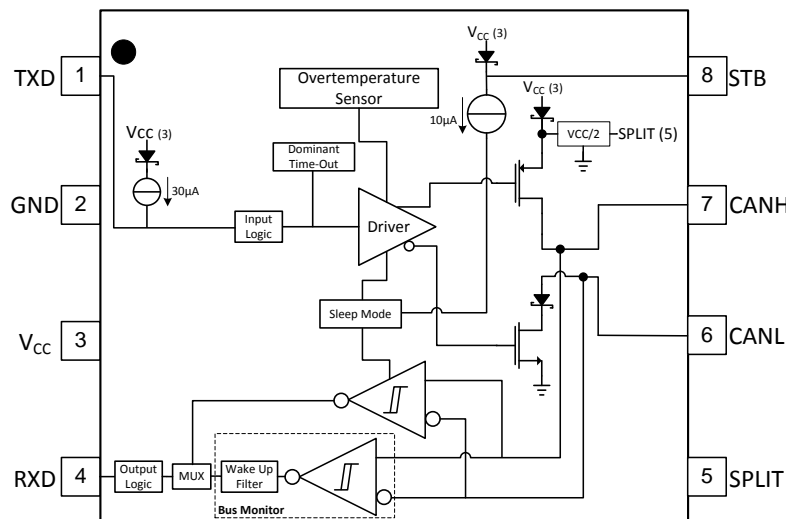 TXD
1
GND
2
VCC
3
RXD
4
8
STB
7
CANH
6
CANL
5
SPLIT
VCC (3)
30µA
Overtemperature
Sensor
Dominant
Time-Out
Input
Logic
Driver
VCC (3)
10µA
VCC (3)
VCC/2
SPLIT (5)
Sleep Mode
Output
Logic
MUX
Wake Up
Filter
Bus Monitor